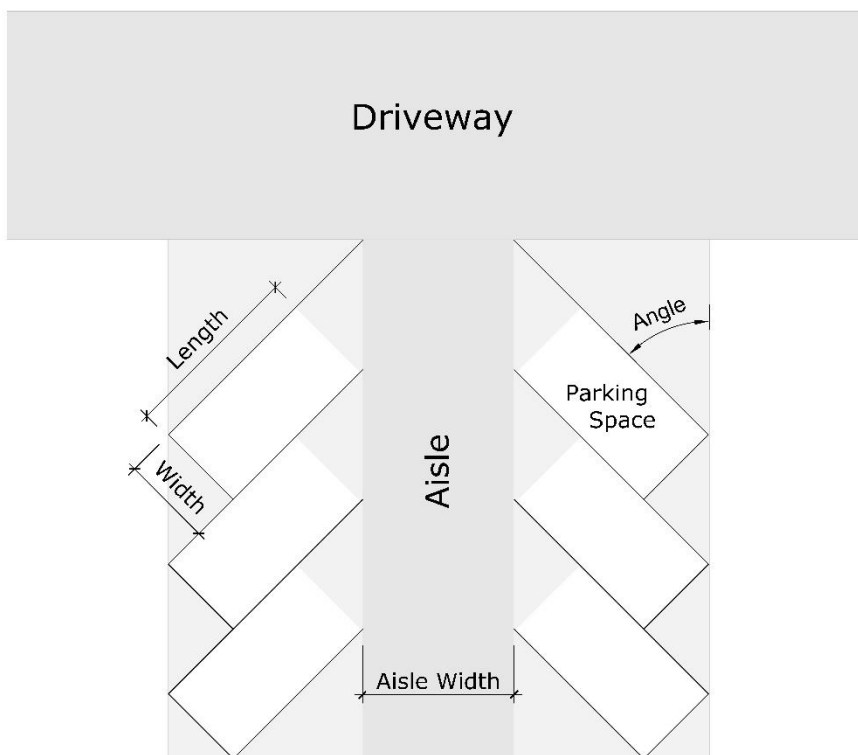 Driveway
Length
Angle
Parking
Space
Aisle
Width
Aisle Width